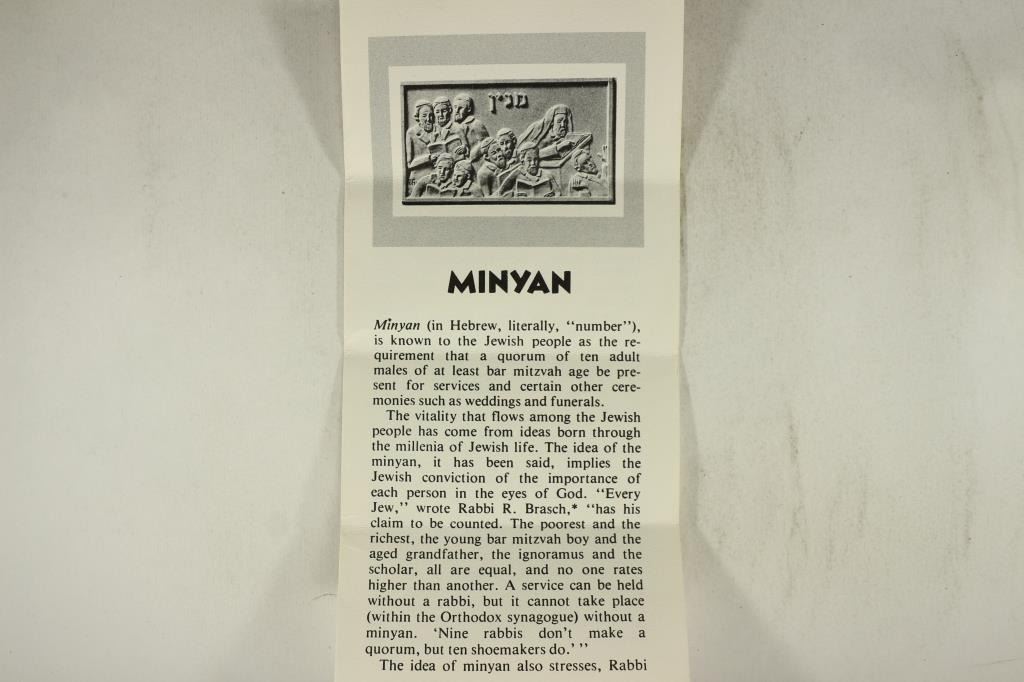 מנין
MINYAN
Minyan (in Hebrew, literally, “number”),
is known to the Jewish people as the re-
quirement that a quorum of ten adult
males of at least bar mitzvah age be pre-
sent for services and certain other cere-
monies such as weddings and funerals.
The vitality that flows among the Jewish
people has come from ideas born through
the millenia of Jewish life. The idea of the
minyan, it has been said, implies the
Jewish conviction of the importance of
each person in the eyes of God. “Every
Jew,” wrote Rabbi R. Brasch,* “has his
claim to be counted. The poorest and the
richest, the young bar mitzvah boy and the
aged grandfather, the ignoramus and the
scholar, all are equal, and no one rates
higher than another. A service can be held
without a rabbi, but it cannot take place
(within the Orthodox synagogue) without a
minyan. ‘Nine rabbis don’t make a
quorum, but ten shoemakers do.’ ”
The idea of minyan also stresses, Rabbi